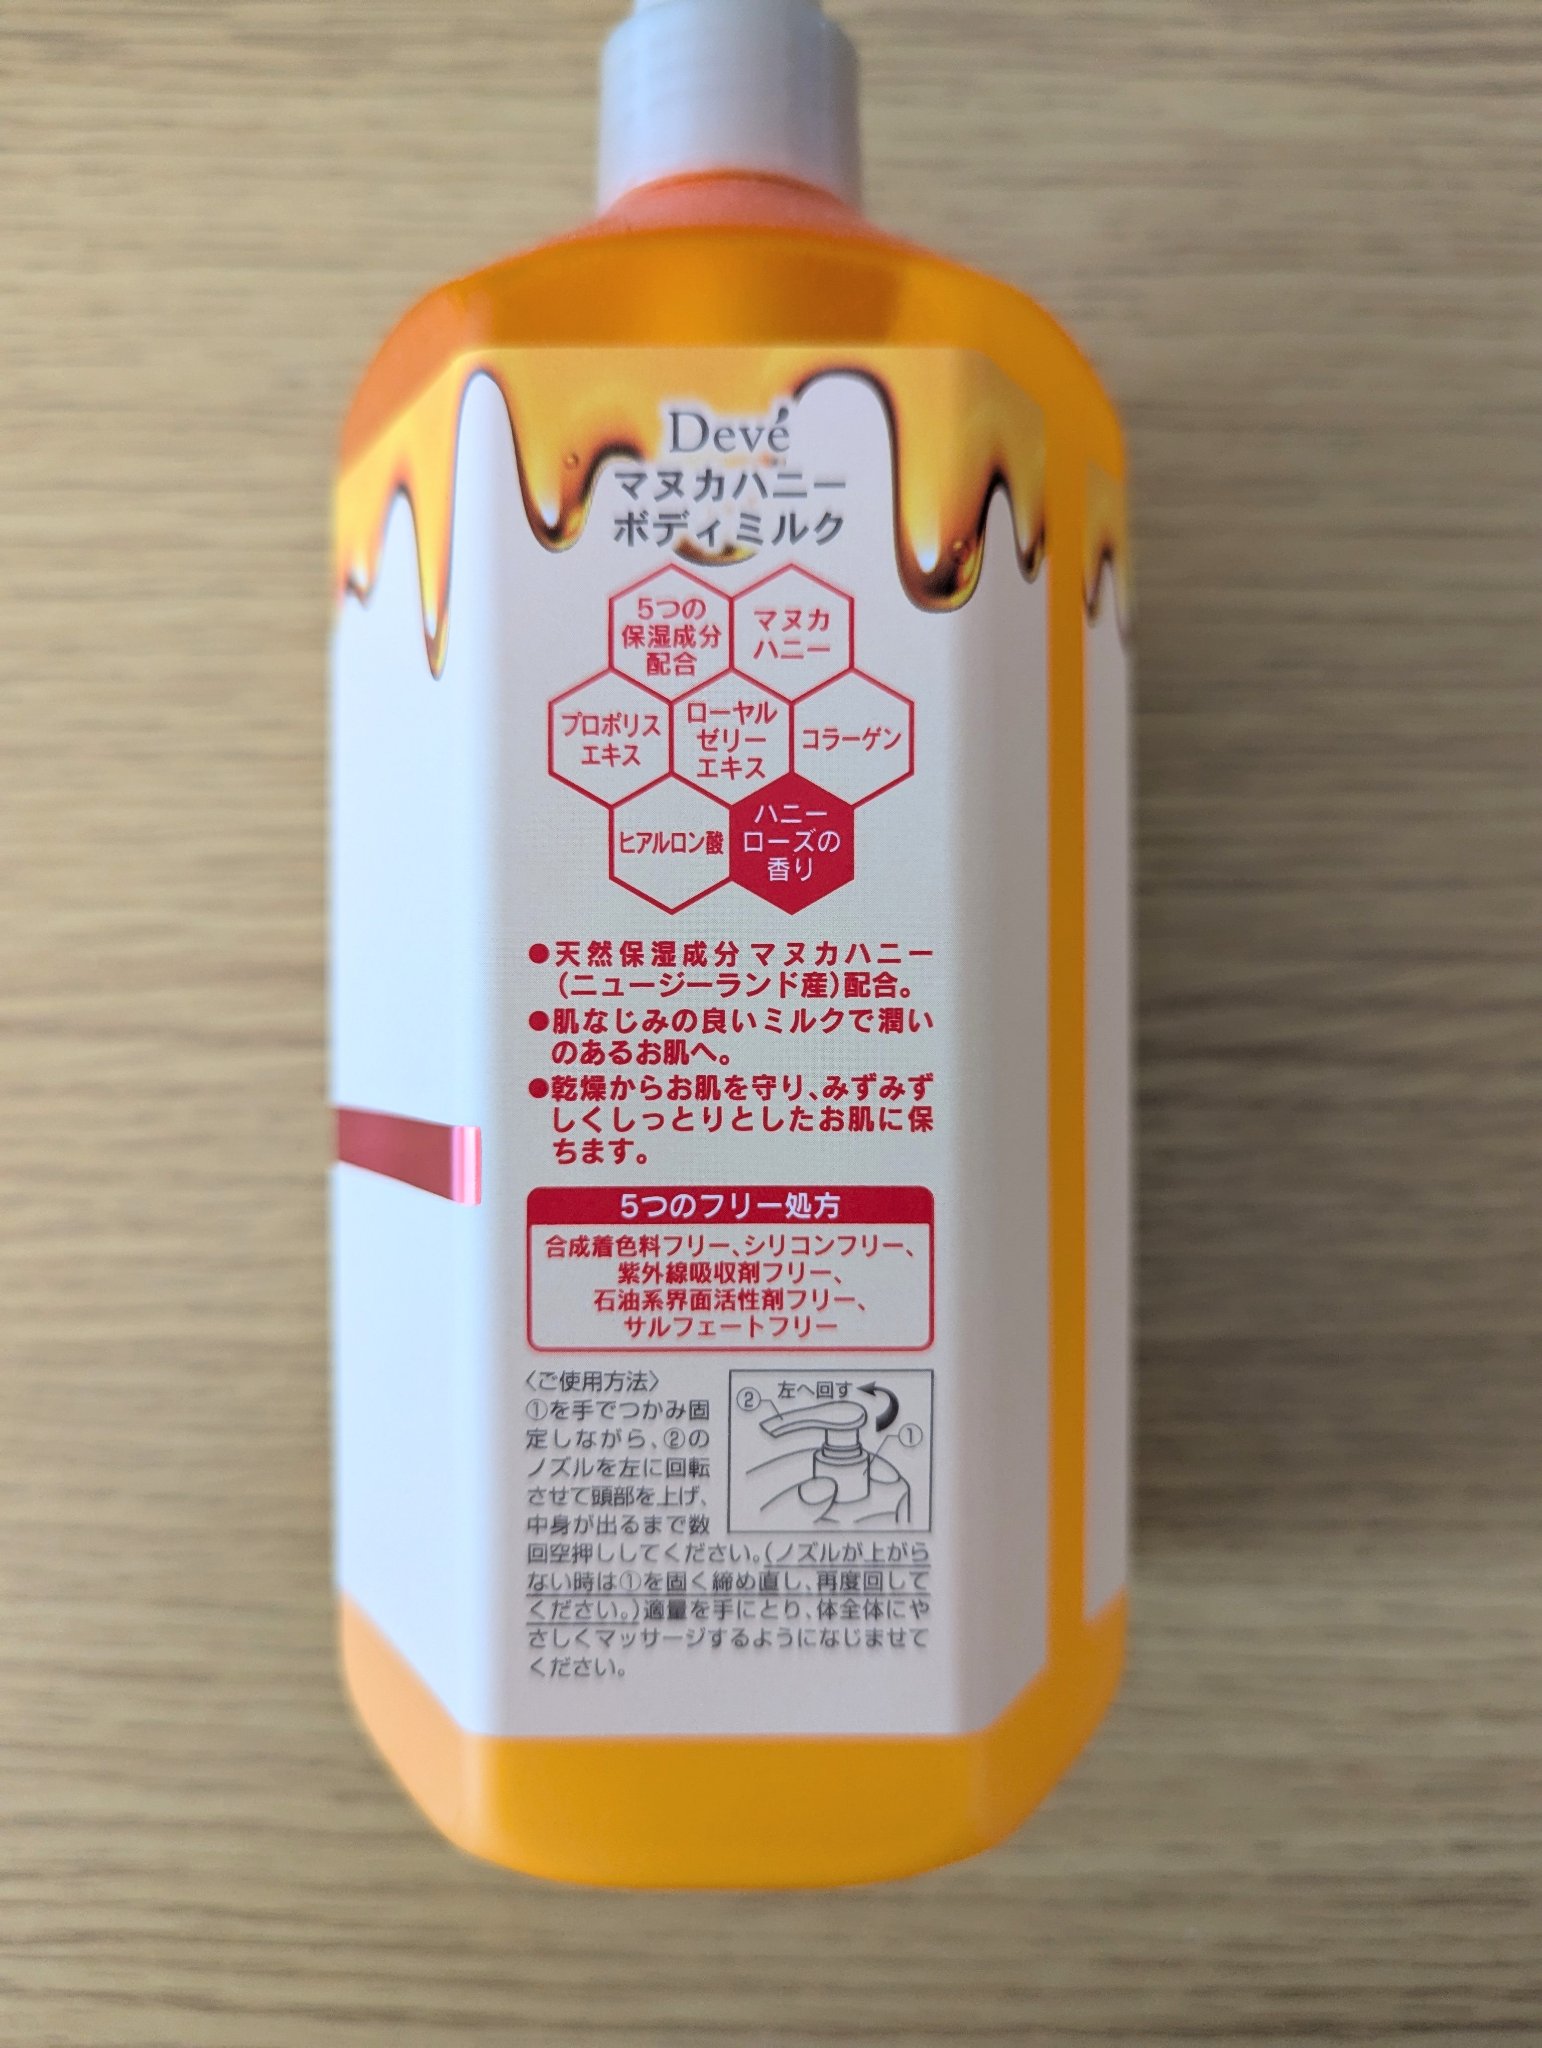 Devé
マヌカハニー
ボディミルク
5つの
保湿成分
配合
マヌカ
ハニー
プロポリス
エキス
ローヤル
ゼリー
エキス
コラーゲン
ヒアルロン酸
ハニー
ローズの
香り
●天然保湿成分マヌカハニー
(ニュージーランド産)配合。
●肌なじみの良いミルクで潤い
のあるお肌へ。
●乾燥からお肌を守り、みずみず
しくしっとりとしたお肌に保
ちます。
5つのフリー処方
合成着色料フリー、シリコンフリー、
紫外線吸収剤フリー、
石油系界面活性剤フリー、
サルフェートフリー
〈ご使用方法〉
①を手でつかみ固
定しながら、②の
ノズルを左に回転
させて頭部を上げ、
中身が出るまで数
回空押ししてください。(ノズルが上がら
ない時は①を固く締め直し、再度回して
ください。)適量を手にとり、体全体にや
さしくマッサージするようになじませて
ください。
② 左へ回す
①